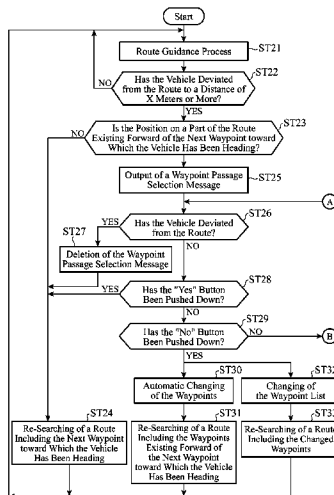 Start
Route Guidance Process
ST21
ST22
Has the Vehicle Deviated
from the Route to a Distance of
X Meters or More?
NO
YES
ST23
NO
Is the Position on a Part of the Route
Existing Forward of the Next Waypoint toward
Which the Vehicle Has Been Heading?
YES
ST25
Output of a Waypoint Passage
Selection Message
A
ST26
Has the Vehicle Deviated
from the Route?
YES
ST27
NO
Deletion of the Waypoint
Passage Selection Message
ST28
YES
Has the "Yes" Button
Been Pushed Down?
NO
ST29
Has the "No" Button
Been Pushed Down?
NO
B
YES
ST30
ST32
Automatic Changing
of the Waypoints
Changing of
the Waypoint List
ST24
ST31
ST33
Re-Searching of a Route
Including the Next Waypoint
toward Which the Vehicle
Has Been Heading
Re-Searching of a Route
Including the Waypoints
Existing Forward of
the Next Waypoint
toward Which the Vehicle
Has Been Heading
Re-Searching of a Route
Including the Changed
Waypoints